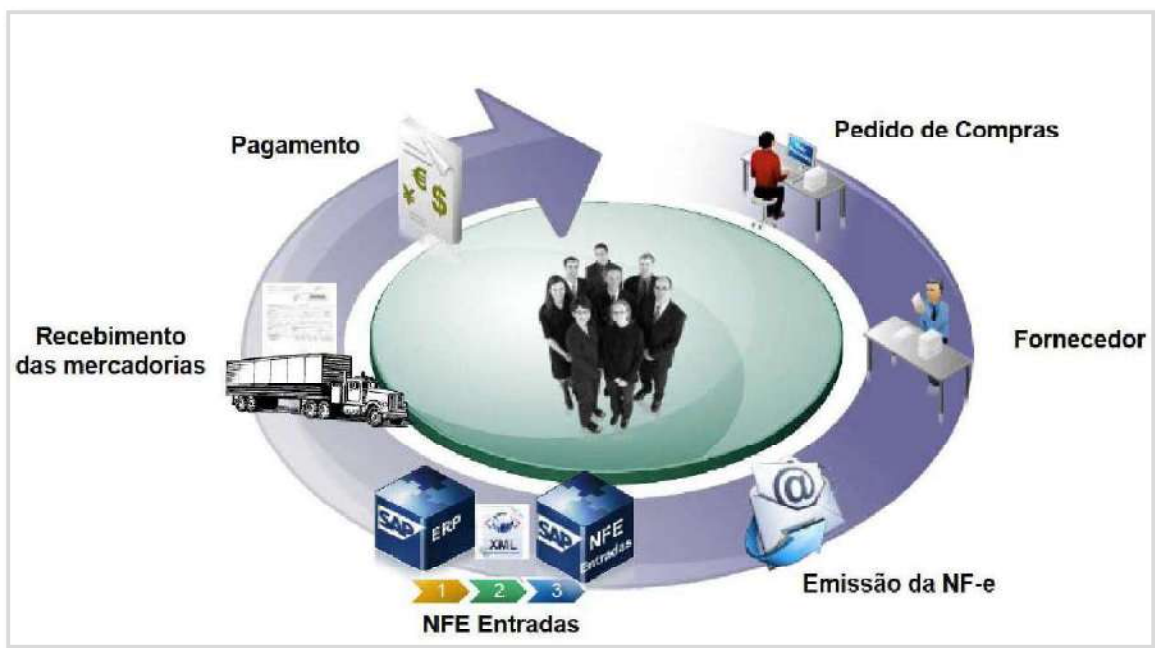 Pedido de Compras
Pagamento
Fornecedor
Recebimento
das mercadorias
SAP ERP
XML
SAP NFE
Entradas
1 2 3
NFE Entradas
Emissão da NF-e
@
€
¥ $